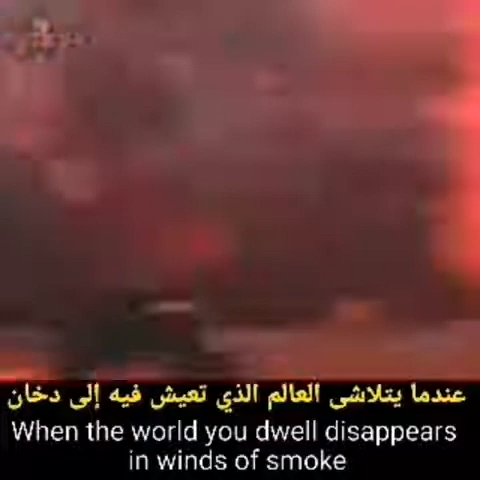 عندما يتلاشى العالم الذي تعيش فيه إلى دخان
When the world you dwell disappears
in winds of smoke